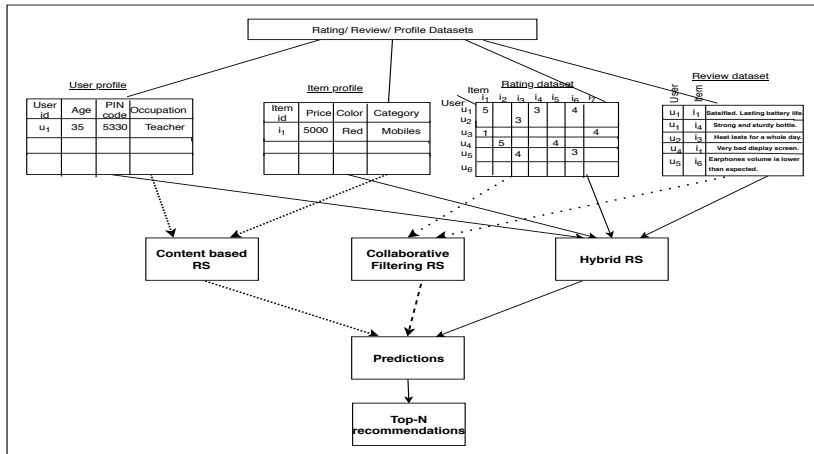 Rating/ Review/ Profile Datasets
User profile
User id Age PIN code Occupation
u1 35 5330 Teacher
Item profile
Item id Price Color Category
i1 5000 Red Mobiles
Rating dataset
Item
User i1 i2 i3 i4 i5 i6 i7
u1 5 3 4
u2 3
u3 1 4
u4 5 4
u5 4 3
u6
Review dataset
User Item
u1 i1 Satsified. Lasting battery life.
u1 i4 Strong and sturdy bottle.
u2 i3 Heat lasts for a whole day.
u4 i1 Very bad display screen.
u5 i6 Earphones volume is lower
than expected.
Content based
RS
Collaborative
Filtering RS
Hybrid RS
Predictions
Top-N
recommendations